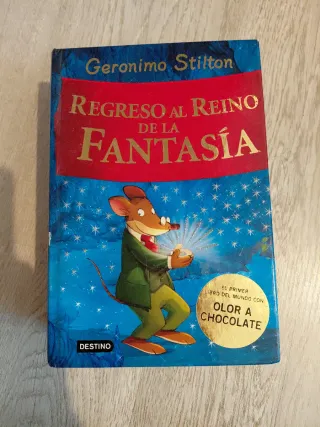 Geronimo Stilton
REGRESO AL REINO
DE LA
FANTASÍA
EL PRIMER
LIBRO DEL MUNDO CON
OLOR A
CHOCOLATE
DESTINO